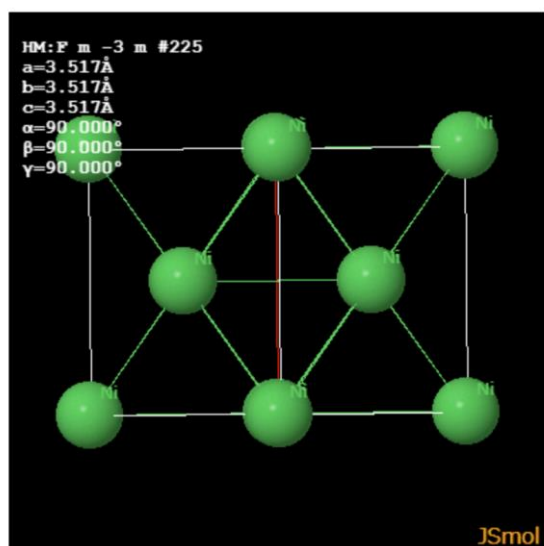 HM:F m -3 m #225
a=3.517Å
b=3.517Å
c=3.517Å
α=90.000°
β=90.000°
γ=90.000°
Ni
Ni
Ni
Ni
Ni
Ni
Ni
JSmol